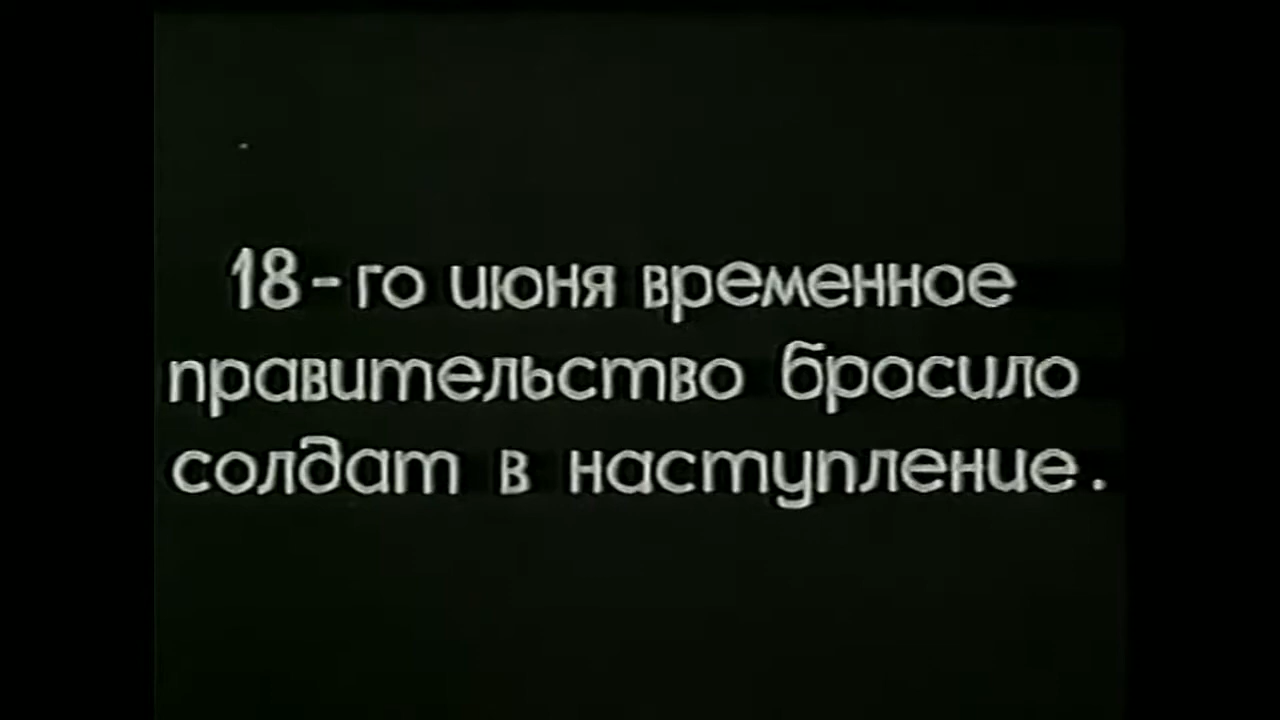 18-го июня временное
правительство бросило
солдат в наступление.